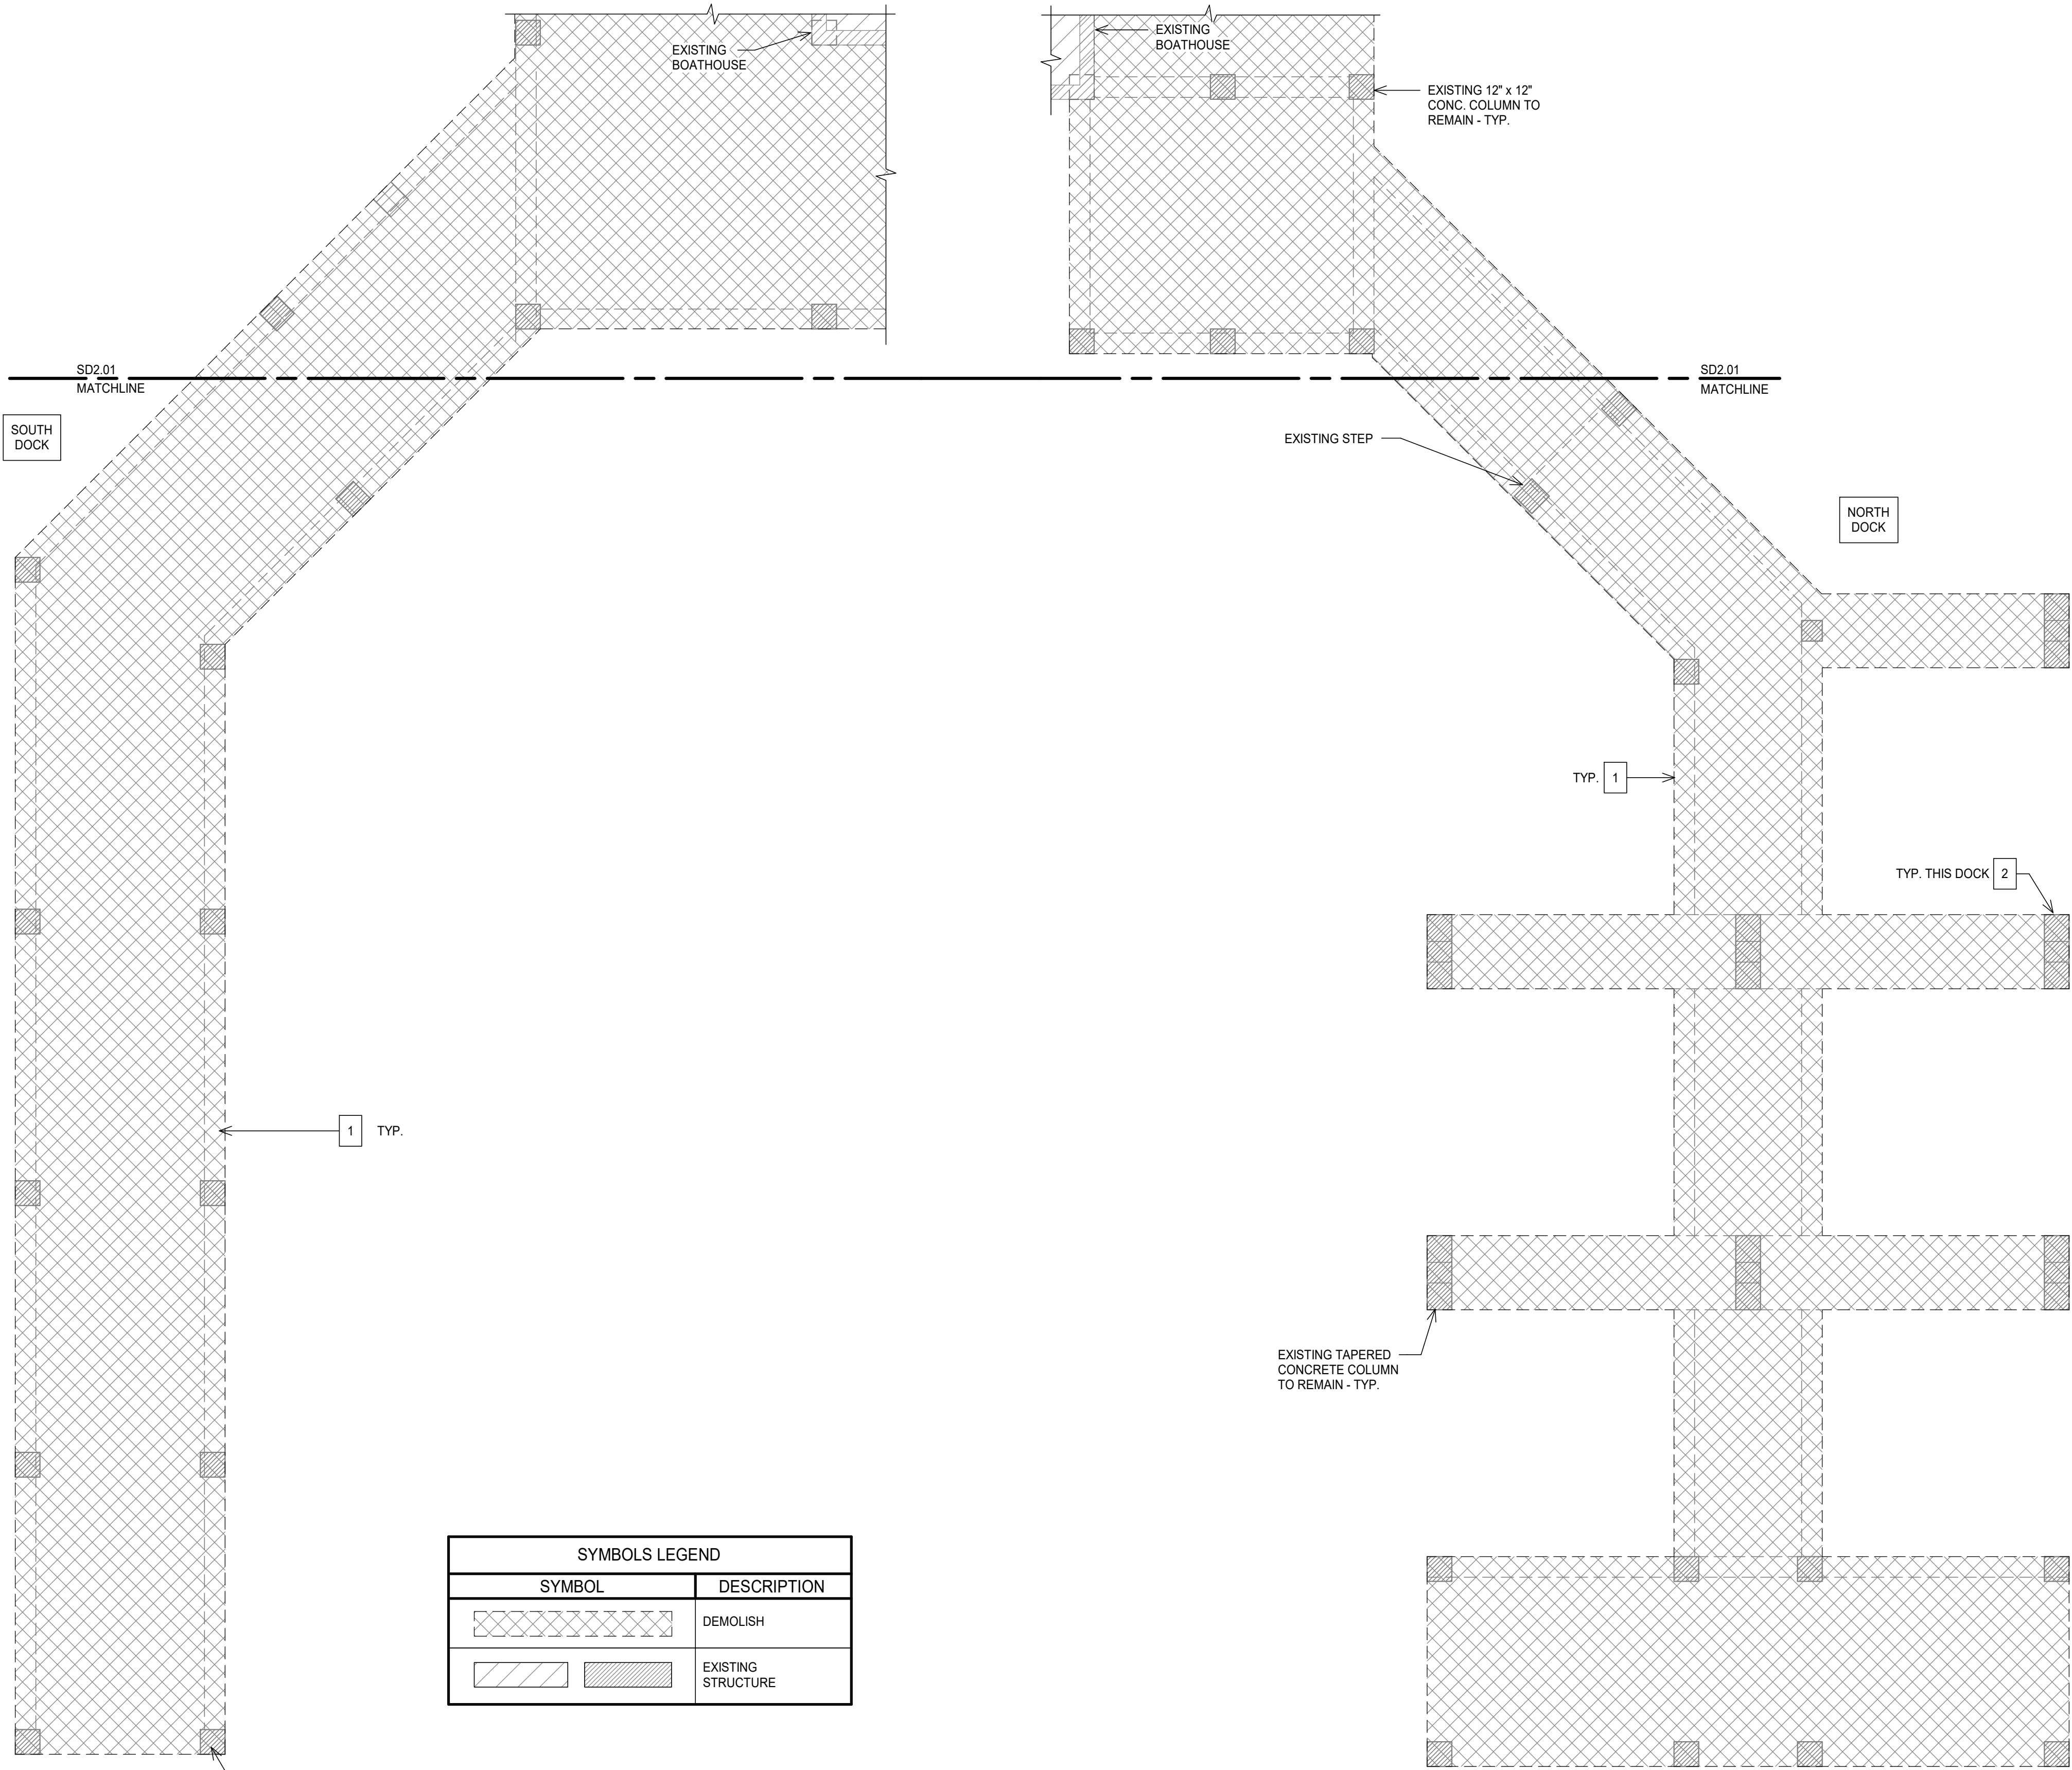 EXISTING
BOATHOUSE
EXISTING
BOATHOUSE
EXISTING 12" x 12"
CONC. COLUMN TO
REMAIN - TYP.
SD2.01
MATCHLINE
SD2.01
MATCHLINE
SOUTH
DOCK
EXISTING STEP
NORTH
DOCK
TYP. 1
TYP. THIS DOCK 2
1 TYP.
EXISTING TAPERED
CONCRETE COLUMN
TO REMAIN - TYP.
SYMBOLS LEGEND
SYMBOL DESCRIPTION
DEMOLISH
EXISTING
STRUCTURE